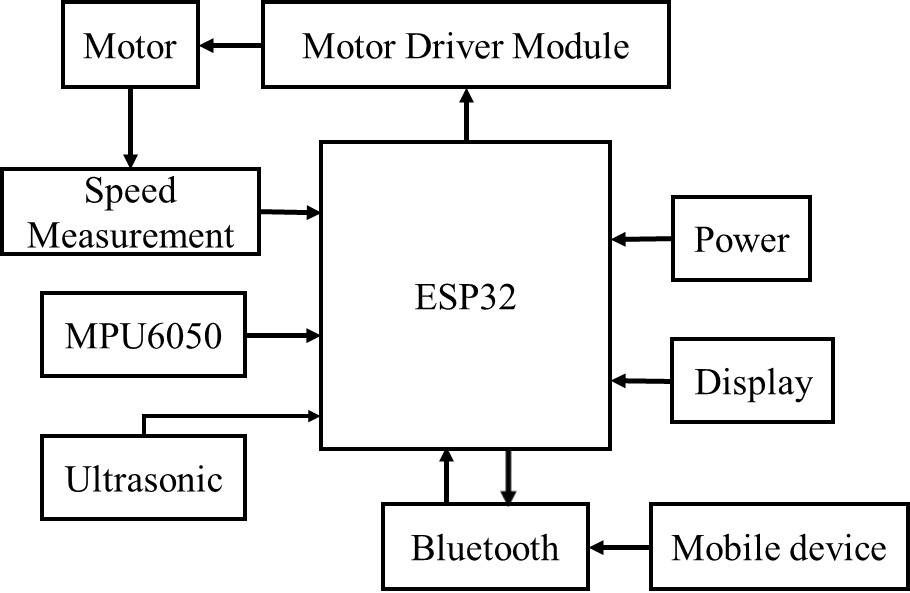 Motor
Motor Driver Module
Speed
Measurement
Power
ESP32
MPU6050
Display
Ultrasonic
Bluetooth
Mobile device